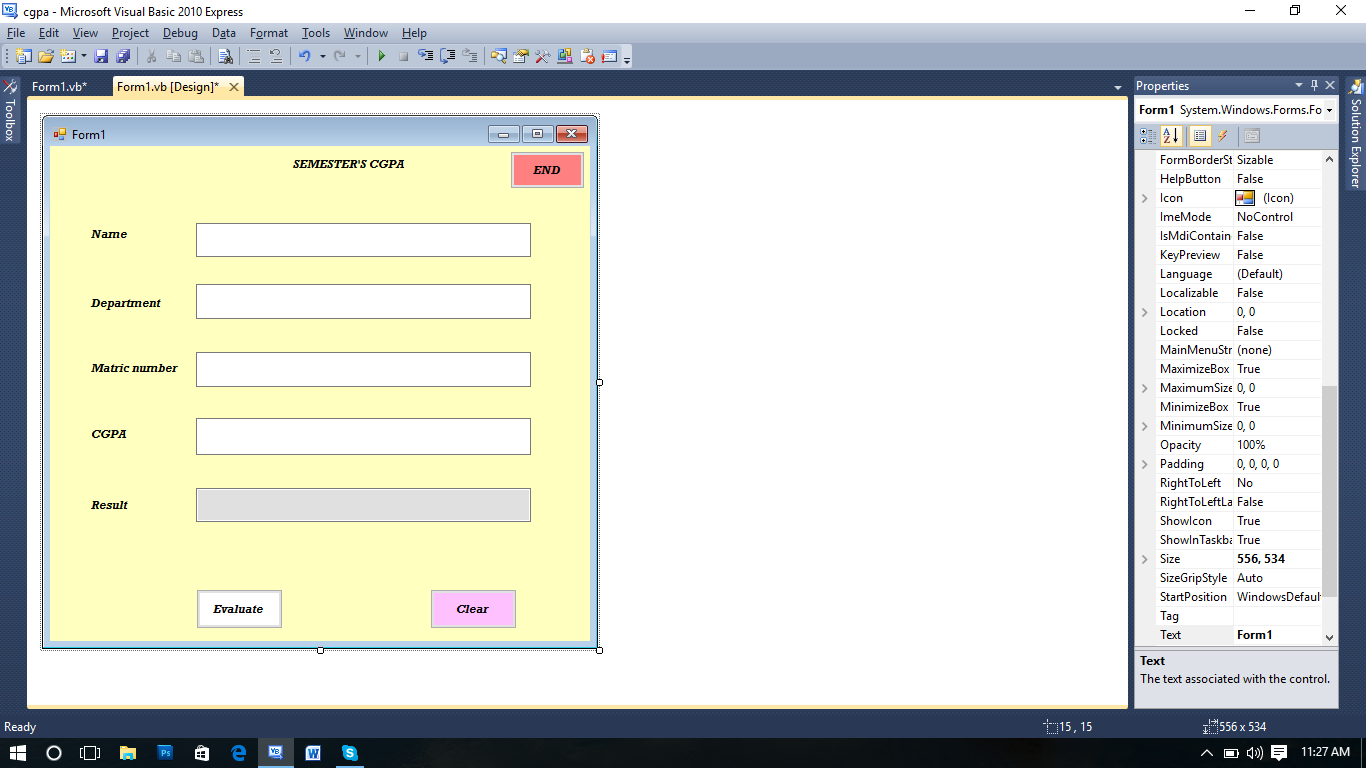 cgpa - Microsoft Visual Basic 2010 Express
File Edit View Project Debug Data Format Tools Window Help
Form1.vb* Form1.vb [Design]*
Toolbox
Form1
SEMESTER'S CGPA
END
Name
Department
Matric number
CGPA
Result
Evaluate Clear
Properties
Form1 System.Windows.Forms.Fo
FormBorderSt Sizable
HelpButton False
Icon (Icon)
ImeMode NoControl
IsMdiContain False
KeyPreview False
Language (Default)
Localizable False
Location 0, 0
Locked False
MainMenuStr (none)
MaximizeBox True
MaximumSize 0, 0
MinimizeBox True
MinimumSize 0, 0
Opacity 100%
Padding 0, 0, 0, 0
RightToLeft No
RightToLeftLa False
ShowIcon True
ShowInTaskba True
Size 556, 534
SizeGripStyle Auto
StartPosition WindowsDefaul
Tag
Text Form1
Text
The text associated with the control.
Solution Explorer
Ready 15 , 15 556 x 534
11:27 AM